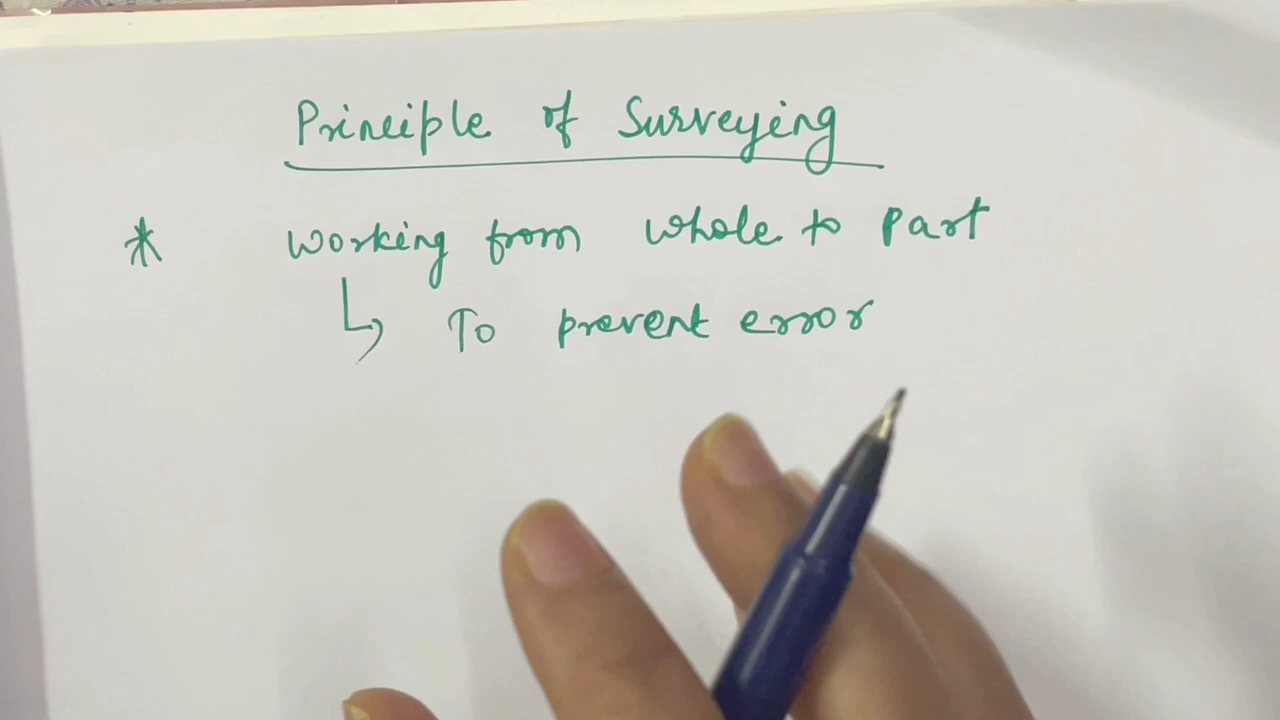 Principle of Surveying
* Working from whole to part
↳ To prevent error